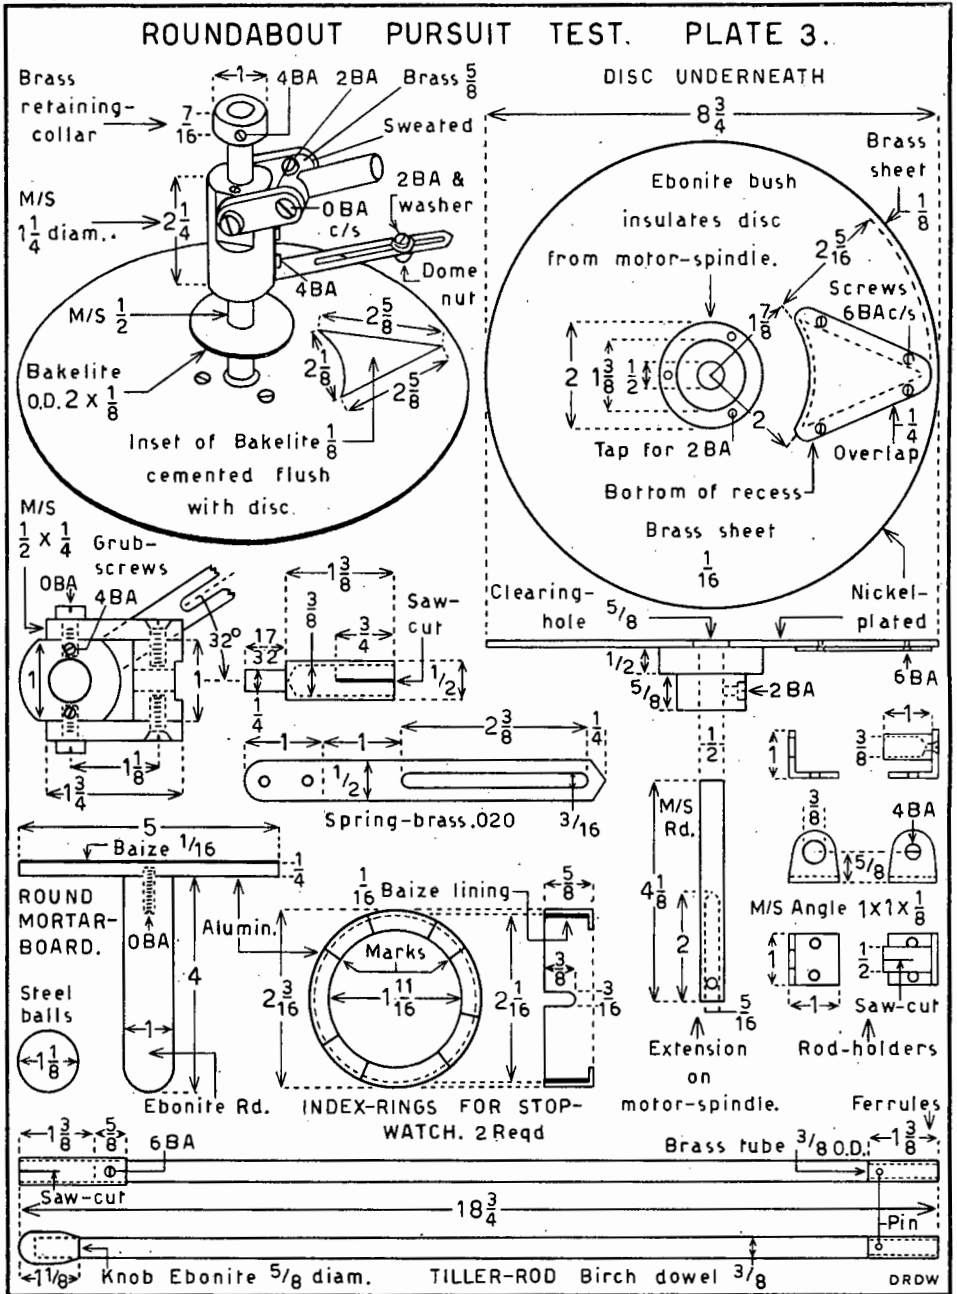 ROUNDABOUT PURSUIT TEST. PLATE 3.
Brass
retaining-
collar
1
7/16
4BA
2BA
Brass 5/8
Sweated
M/S
1 1/4 diam.
2 1/4
2BA &
washer
OBA
c/s
4BA
Dome
nut
M/S 1/2
Bakelite
O.D. 2 x 1/8
2 5/8
2 1/8
2 5/8
Inset of Bakelite 1/8
cemented flush
with disc.
DISC UNDERNEATH
8 3/4
Brass
sheet
1/8
Ebonite bush
insulates disc
from motor-spindle.
2 5/16
Screws
6BA c/s
1 7/8
2
1 3/8
1/2
2
Tap for 2BA
1/4
Overlap
Bottom of recess
Brass sheet
1/16
Clearing-
hole 5/8
Nickel-
plated
1/2
5/8
2BA
6BA
1/2
M/S
1/2 x 1/4
Grub-
screws
OBA
4BA
32°
1
1
1 1/8
1 3/4
1 3/8
3/8
Saw-
cut
3/4
17/32
1/4
1/2
1
1
2 3/8
1/4
1/2
3/16
Spring-brass .020
5
Baize 1/16
1/4
ROUND
MORTAR-
BOARD.
OBA
Alumin.
4
1
Steel
balls
1 1/8
Ebonite Rd.
1/16
Baize lining
5/8
Marks
2 3/16
1 11/16
2 1/16
3/8
3/16
INDEX-RINGS FOR STOP-
WATCH. 2 Reqd
M/S
Rd.
4 1/8
2
5/16
Extension
on
motor-spindle.
1
1
3/8
3/8
4BA
5/8
M/S Angle 1x1x1/8
1
1
1/2
Saw-cut
Rod-holders
1 3/8
5/8
6BA
Saw-cut
Brass tube 3/8 O.D.
Ferrules
1 3/8
18 3/4
Pin
1 1/8
Knob Ebonite 5/8 diam.
TILLER-ROD Birch dowel 3/8
DRDW